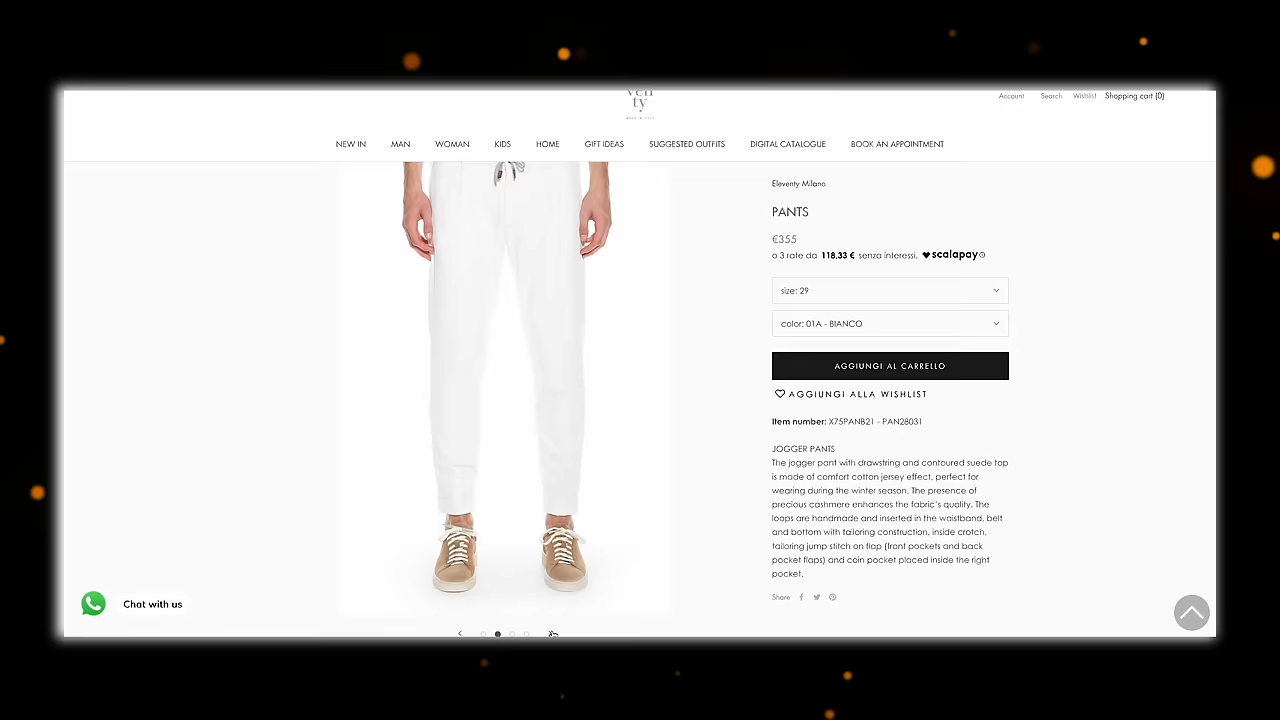 ty
Account Search Wishlist Shopping cart (0)
NEW IN MAN WOMAN KIDS HOME GIFT IDEAS SUGGESTED OUTFITS DIGITAL CATALOGUE BOOK AN APPOINTMENT
Eleventy Milano
PANTS
€355
o 3 rate da 118,33 € senza interessi. scalapay
size: 29
color: 01A - BIANCO
AGGIUNGI AL CARRELLO
AGGIUNGI ALLA WISHLIST
Item number: X75PANB21 - PAN28031
JOGGER PANTS
The jogger pant with drawstring and contoured suede top
is made of comfort cotton jersey effect, perfect for
wearing during the winter season. The presence of
precious cashmere enhances the fabric's quality. The
loops are handmade and inserted in the waistband, belt
and bottom with tailoring construction, inside crotch,
tailoring jump stitch on flap (front pockets and back
pocket flaps) and coin pocket placed inside the right
pocket.
Share
Chat with us